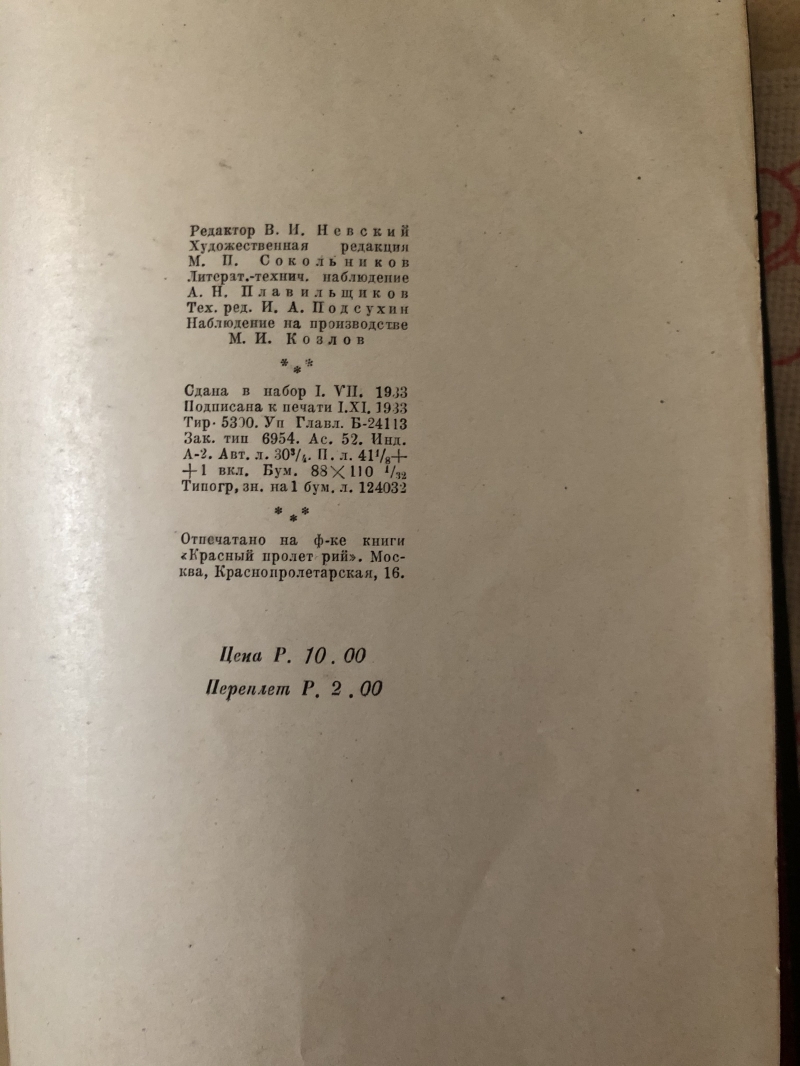 Редактор В. И. Невский
Художественная редакция
М. П. Сокольников
Литерат.-технич. наблюдение
А. Н. Плавильщиков
Тех. ред. И. А. Подсухин
Наблюдение на производстве
М. И. Козлов
* * *
Сдана в набор I. VII. 1933
Подписана к печати I.XI. 1933
Тир. 5300. Уп Главл. Б-24113
Зак. тип 6954. Ас. 52. Инд.
А-2. Авт. л. 30³/₄. П. л. 41¹/₈+
+1 вкл. Бум. 88×110 ¹/₃₂
Типогр, зн. на 1 бум. л. 124032
* * *
Отпечатано на ф-ке книги
«Красный пролет рий». Мос-
ква, Краснопролетарская, 16.
Цена Р. 10.00
Переплет Р. 2.00